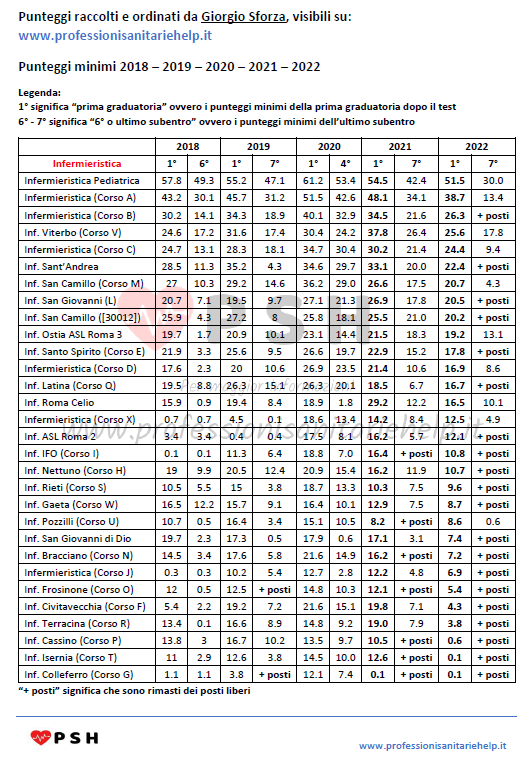 Punteggi raccolti e ordinati da Giorgio Sforza, visibili su:
www.professionisanitariehelp.it
Punteggi minimi 2018 – 2019 – 2020 – 2021 – 2022
Legenda:
1° significa “prima graduatoria” ovvero i punteggi minimi della prima graduatoria dopo il test
6° - 7° significa “6° o ultimo subentro” ovvero i punteggi minimi dell’ultimo subentro
2018 2019 2020 2021 2022
Infermieristica 1° 6° 1° 7° 1° 4° 1° 7° 1° 7°
Infermieristica Pediatrica 57.8 49.3 55.2 47.1 61.2 53.4 54.5 42.4 51.5 30.0
Infermieristica (Corso A) 43.2 30.1 45.7 31.2 51.5 42.6 48.1 34.1 38.7 13.4
Infermieristica (Corso B) 30.2 14.1 34.3 18.9 40.1 32.9 34.5 21.6 26.3 + posti
Inf. Viterbo (Corso V) 24.6 17.2 31.6 17.4 30.4 24.2 37.8 26.4 25.6 17.8
Infermieristica (Corso C) 24.7 13.1 28.3 18.1 34.7 30.4 30.2 21.4 24.4 9.4
Inf. Sant’Andrea 28.5 11.3 35.2 4.3 34.6 29.7 33.1 20.0 22.4 + posti
Inf. San Camillo (Corso M) 27 10.3 29.2 14.6 36.2 29.0 26.6 17.5 20.7 4.3
Inf. San Giovanni (L) 20.7 7.1 19.5 9.7 27.1 21.3 26.9 17.8 20.5 + posti
Inf. San Camillo ([30012]) 25.9 4.3 27.2 8 25.8 18.1 25.5 21.0 20.2 + posti
Inf. Ostia ASL Roma 3 19.7 1.7 20.9 10.1 23.1 14.4 21.5 18.3 19.2 13.1
Inf. Santo Spirito (Corso E) 21.9 3.3 25.6 9.5 26.6 19.7 22.9 15.2 17.8 + posti
Infermieristica (Corso D) 17.6 2.3 20 10.6 26.9 23.5 21.4 10.6 16.9 8.6
Inf. Latina (Corso Q) 19.5 8.8 26.3 15.1 26.3 20.1 18.5 6.7 16.7 + posti
Inf. Roma Celio 15.9 0.9 19.4 8.4 18.9 1.8 29.2 12.2 16.5 10.1
Infermieristica (Corso X) 0.7 0.7 4.5 0.1 18.6 13.4 14.2 8.4 12.5 4.9
Inf. ASL Roma 2 3.4 3.4 0.4 0.4 17.5 8.1 16.2 5.7 12.1 + posti
Inf. IFO (Corso I) 0.1 0.1 11.3 6.4 18.8 7.0 16.4 + posti 10.8 + posti
Inf. Nettuno (Corso H) 19 9.9 20.5 12.4 20.9 15.4 16.2 11.9 10.7 + posti
Inf. Rieti (Corso S) 10.5 5.5 15 3.8 18.7 13.3 10.3 7.5 9.6 + posti
Inf. Gaeta (Corso W) 16.5 12.2 15.7 9.1 16.4 10.1 12.9 7.5 8.7 + posti
Inf. Pozzilli (Corso U) 10.7 0.5 16.4 3.4 15.1 10.5 8.2 + posti 8.6 0.6
Inf. San Giovanni di Dio 19.7 2.3 17.3 0.5 17.9 0.6 17.1 3.1 7.4 + posti
Inf. Bracciano (Corso N) 14.5 3.4 17.6 5.8 21.6 14.9 16.2 + posti 7.2 + posti
Infermieristica (Corso J) 0.3 0.3 10.2 5.4 12.7 2.8 12.2 4.8 6.9 + posti
Inf. Frosinone (Corso O) 12 0.5 12.5 + posti 14.8 10.3 12.1 + posti 5.4 + posti
Inf. Civitavecchia (Corso F) 5.4 2.2 19.2 7.2 21.6 15.1 19.8 7.1 4.3 + posti
Inf. Terracina (Corso R) 13.4 0.1 16.6 8.9 14.8 9.2 19.0 7.9 3.8 + posti
Inf. Cassino (Corso P) 13.8 3 16.7 10.2 13.5 9.7 10.5 + posti 0.6 + posti
Inf. Isernia (Corso T) 11 2.9 12.6 3.8 14.5 10.0 12.6 + posti 0.1 + posti
Inf. Colleferro (Corso G) 1.1 1.1 3.8 + posti 12.1 7.4 0.1 + posti 0.1 + posti
“+ posti” significa che sono rimasti dei posti liberi
PSH
www.professionisanitariehelp.it
PSH
www.professionisanitariehelp.it